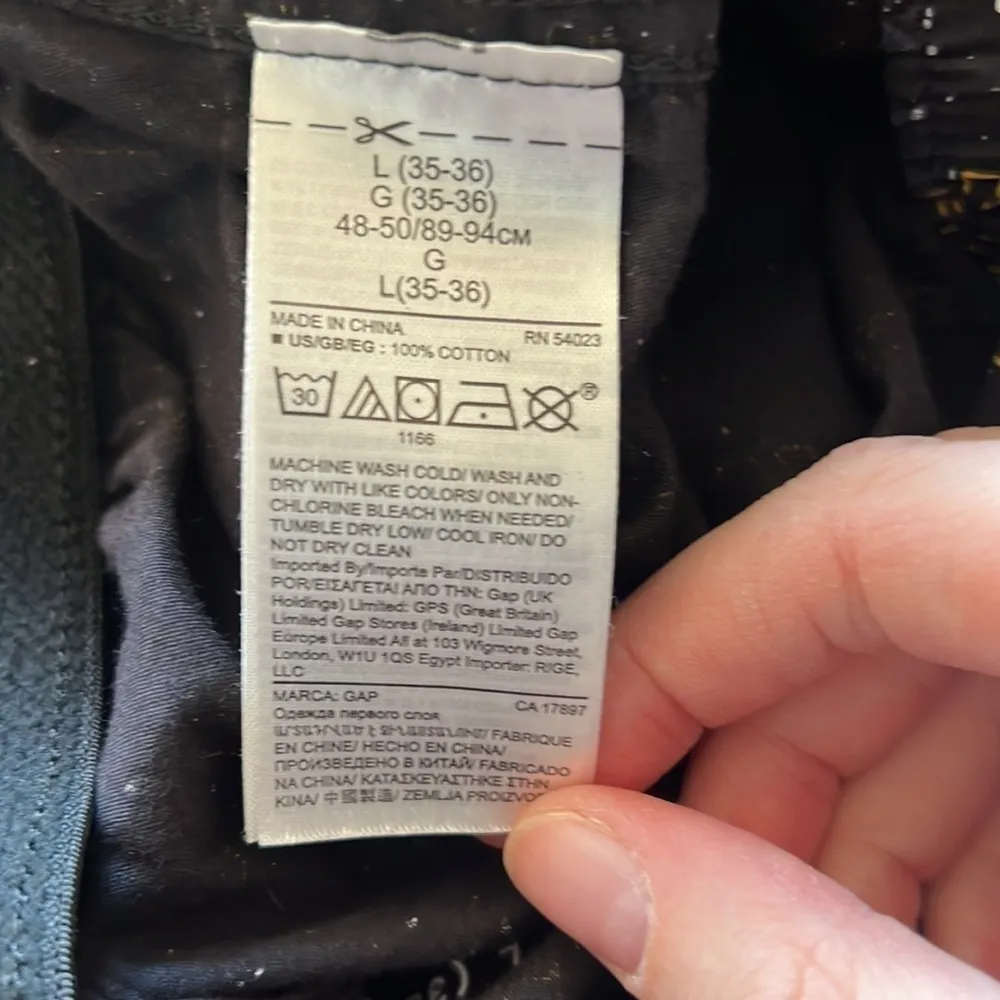 L (35-36)
G (35-36)
48-50/89-94см
G
L(35-36)
MADE IN CHINA
RN 54023
US/GB/EG : 100% COTTON
30
®
1166
MACHINE WASH COLD/ WASH AND
DRY WITH LIKE COLORS/ ONLY NON-
CHLORINE BLEACH WHEN NEEDED/
TUMBLE DRY LOW/ COOL IRON/ DO
NOT DRY CLEAN
Imported By/Importe Par/DISTRIBUIDO
POR/ΕΙΣΑΓΕΤΑΙ ΑΠΟ ΤΗΝ: Gap (UK
Holdings) Limited: GPS (Great Britain)
Limited Gap Stores (Ireland) Limited Gap
Europe Limited All at 103 Wigmore Street,
London, W1U 1QS Egypt Importer: RIGE,
LLC
MARCA: GAP
CA 17897
Одежда первого слоя
FABRIQUE
EN CHINE/ HECHO EN CHINA/
ПРОИЗВЕДЕНО В КИТАЙ/ FABRICADO
NA CHINA/ ΚΑΤΑΣΚΕΥΑΣΤΗΚΕ ΣΤΗΝ
ΚΙΝΑ/ 中國製造/ ZEMLJA